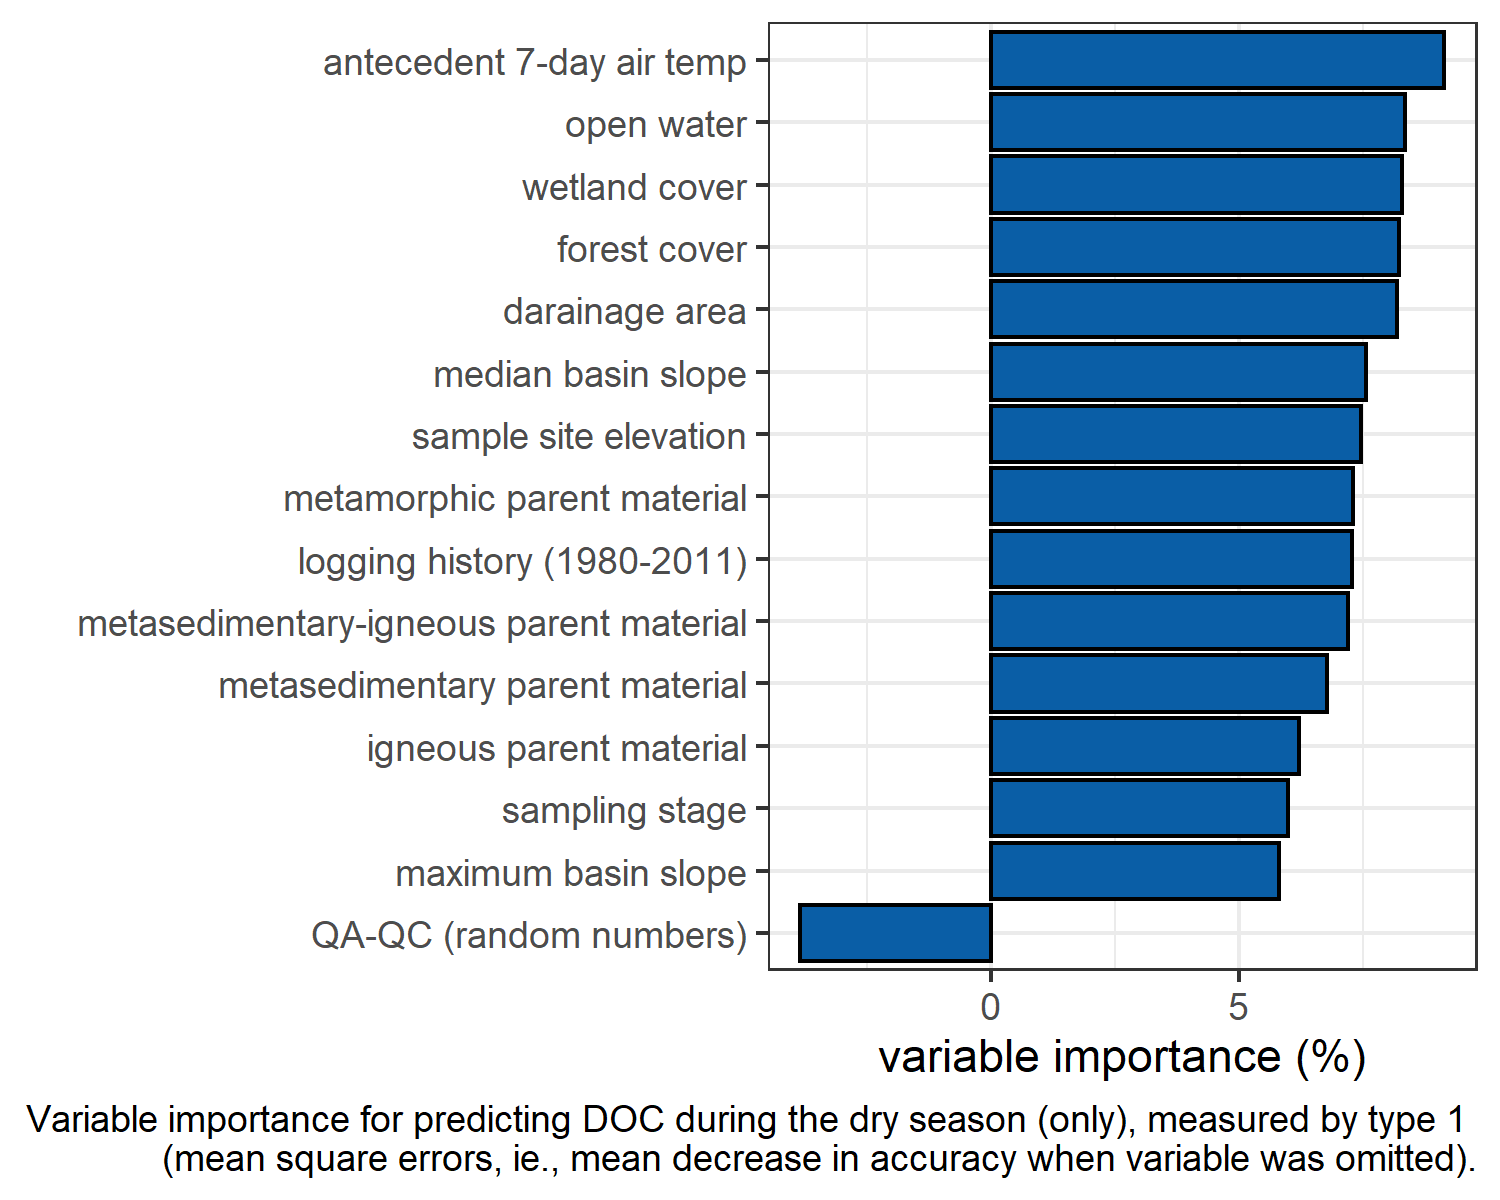 antecedent 7-day air temp
open water
wetland cover
forest cover
darainage area
median basin slope
sample site elevation
metamorphic parent material
logging history (1980-2011)
metasedimentary-igneous parent material
metasedimentary parent material
igneous parent material
sampling stage
maximum basin slope
QA-QC (random numbers)
0 5
variable importance (%)
Variable importance for predicting DOC during the dry season (only), measured by type 1
(mean square errors, ie., mean decrease in accuracy when variable was omitted).